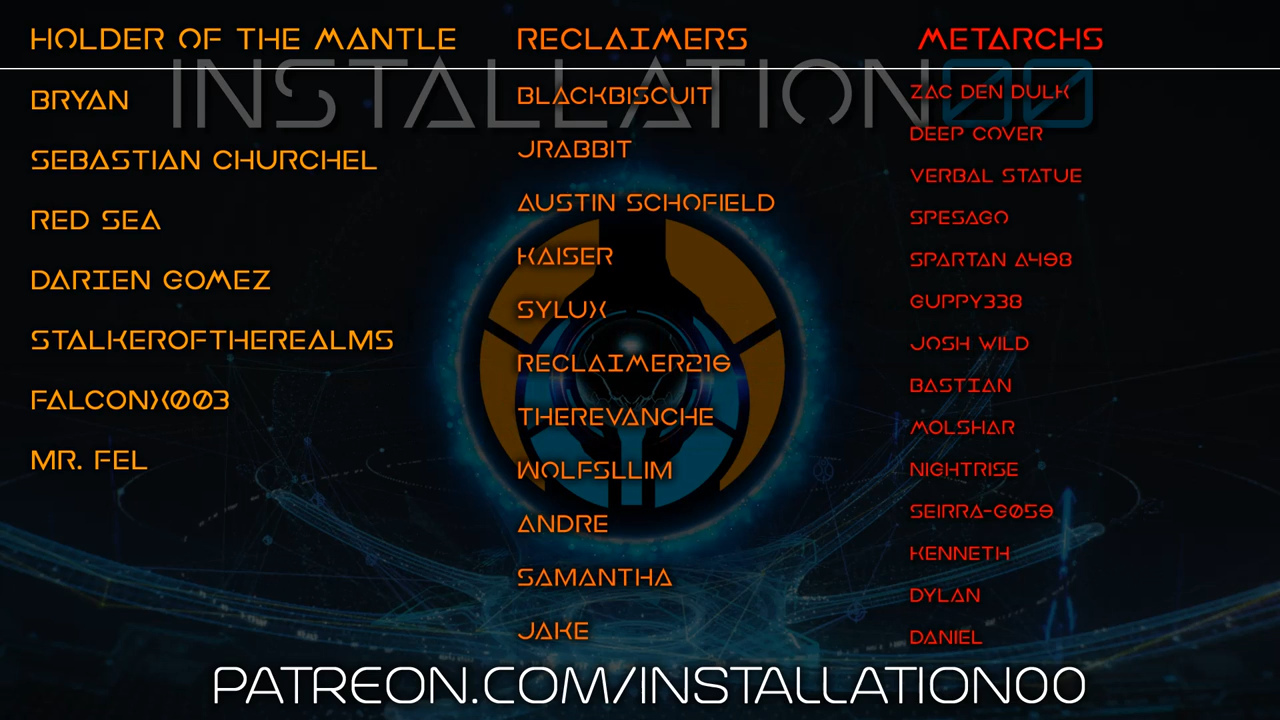 HOLDER OF THE MANTLE
BRYAN
SEBASTIAN CHURCHEL
RED SEA
DARIEN GOMEZ
STALKEROFTHEREALMS
FALCONX003
MR. FEL
RECLAIMERS
BLACKBISCUIT
JRABBIT
AUSTIN SCHOFIELD
KAISER
SYLUX
RECLAIMER216
THEREVANCHE
WOLFSLLIM
ANDRE
SAMANTHA
JAKE
METARCHS
ZAC DEN DULK
DEEP COVER
VERBAL STATUE
SPESAGO
SPARTAN A498
GUPPY338
JOSH WILD
BASTIAN
MOLSHAR
NIGHTRISE
SEIRRA-G059
KENNETH
DYLAN
DANIEL
INSTALLATION00
PATREON.COM/INSTALLATION00